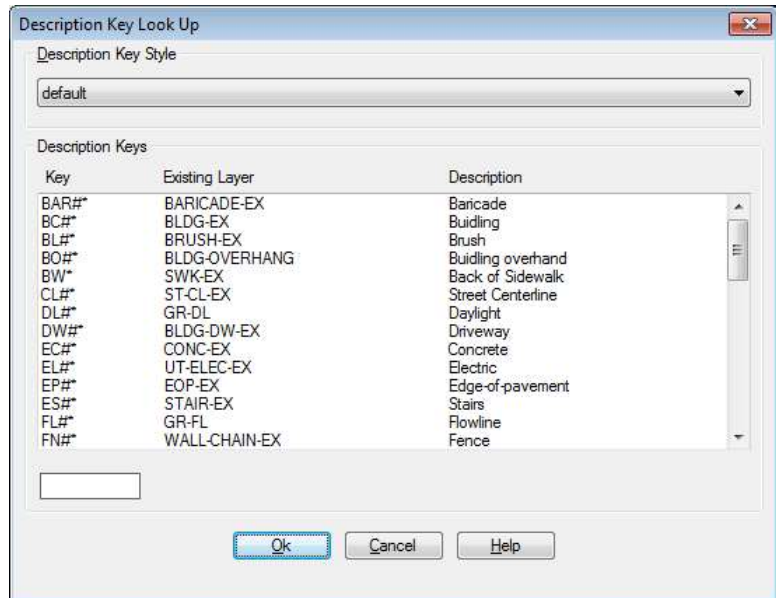 Description Key Look Up
Description Key Style
default
Description Keys
Key Existing Layer Description
BAR#* BARICADE-EX Baricade
BC#* BLDG-EX Buidling
BL#* BRUSH-EX Brush
BO#* BLDG-OVERHANG Buidling overhand
BW* SWK-EX Back of Sidewalk
CL#* ST-CL-EX Street Centerline
DL#* GR-DL Daylight
DW#* BLDG-DW-EX Driveway
EC#* CONC-EX Concrete
EL#* UT-ELEC-EX Electric
EP#* EOP-EX Edge-of-pavement
ES#* STAIR-EX Stairs
FL#* GR-FL Flowline
FN#* WALL-CHAIN-EX Fence
Ok Cancel Help